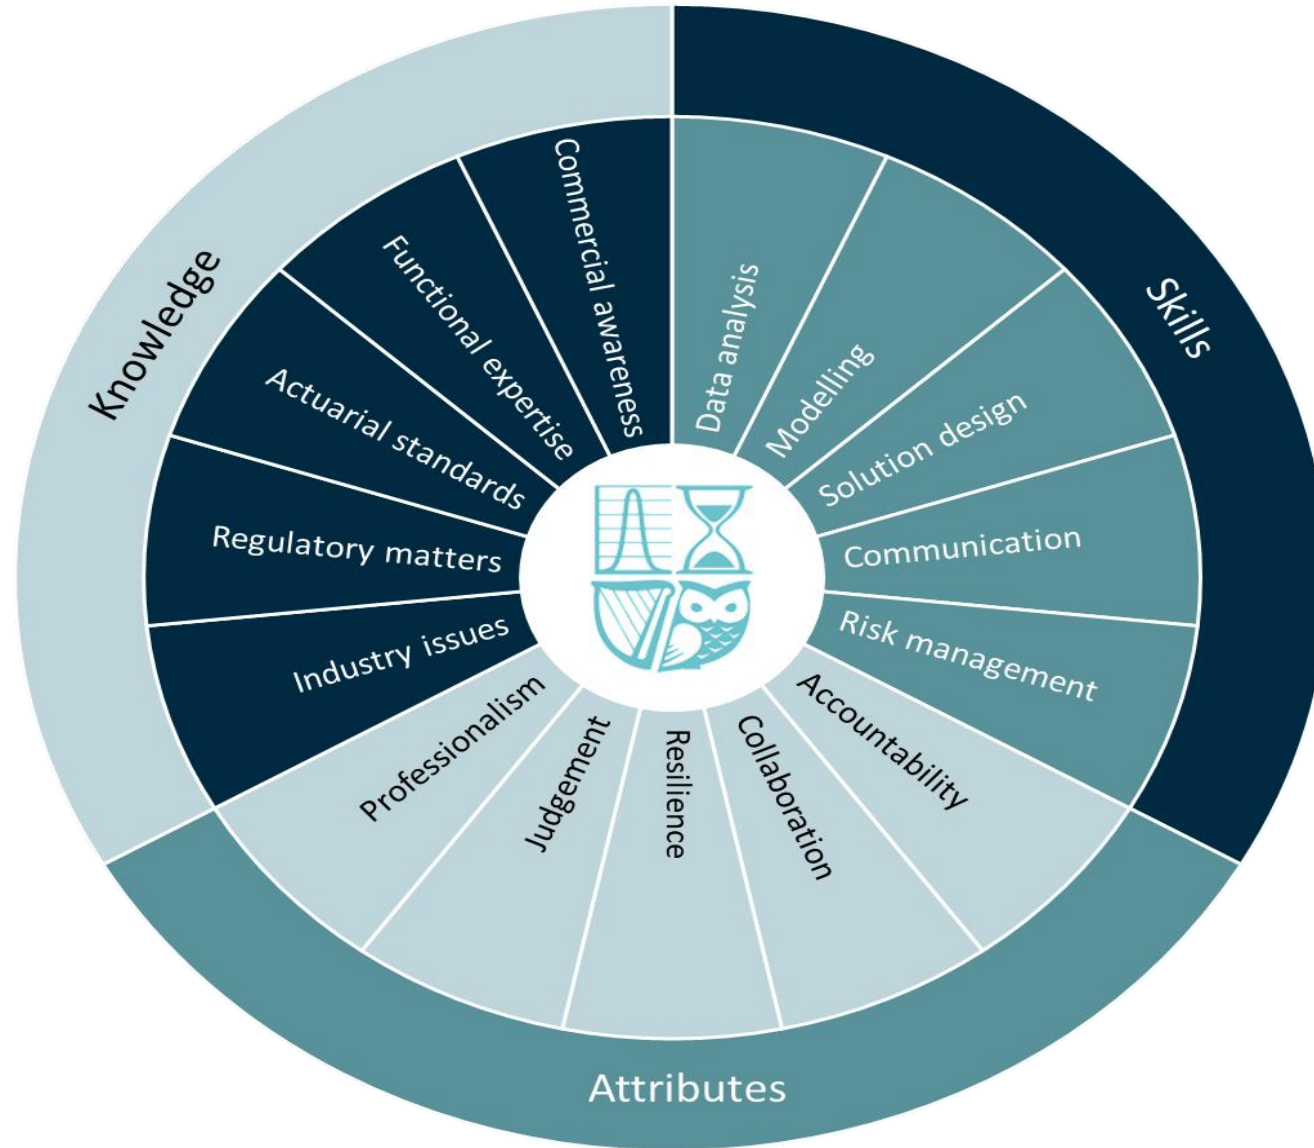 Knowledge
Commercial awareness
Functional expertise
Actuarial standards
Regulatory matters
Industry issues
Skills
Data analysis
Modelling
Solution design
Communication
Risk management
Attributes
Accountability
Collaboration
Resilience
Judgement
Professionalism